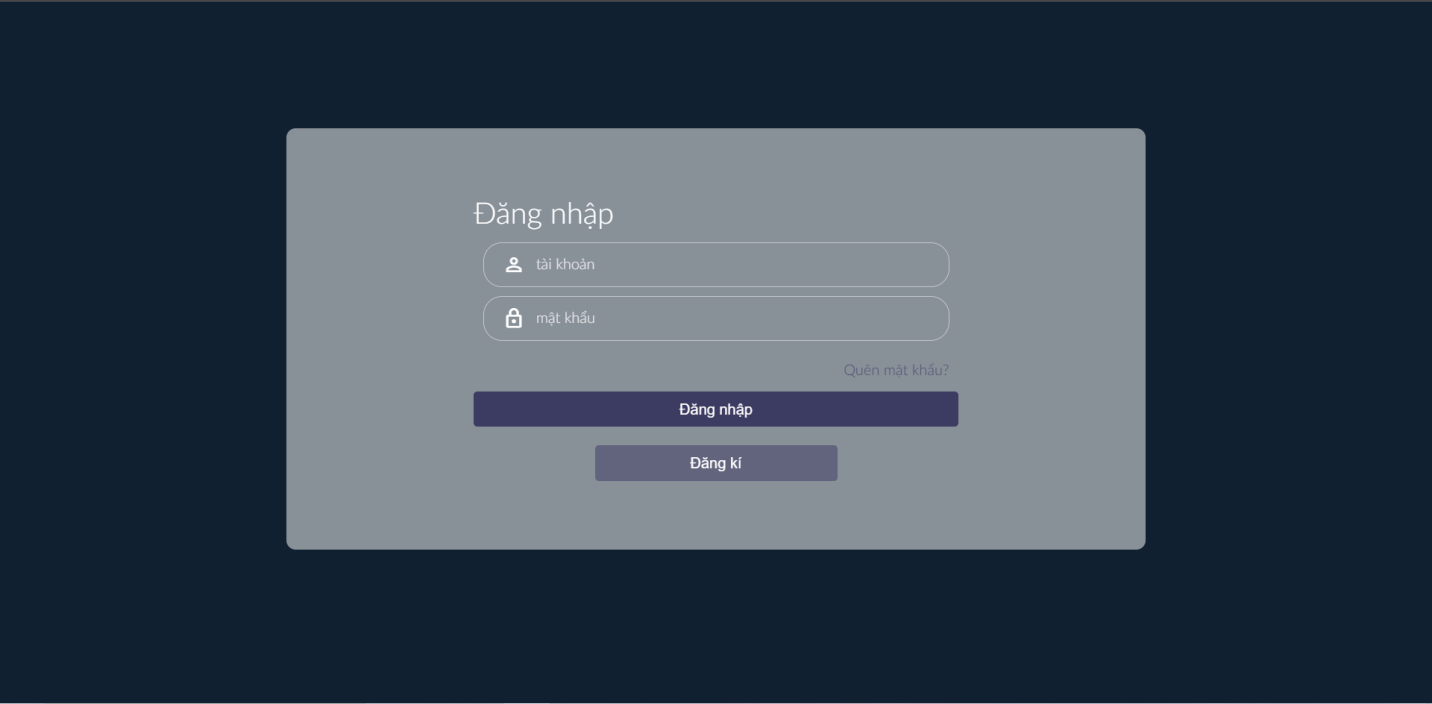 Đăng nhập
tài khoản
mật khẩu
Quên mật khẩu?
Đăng nhập
Đăng kí